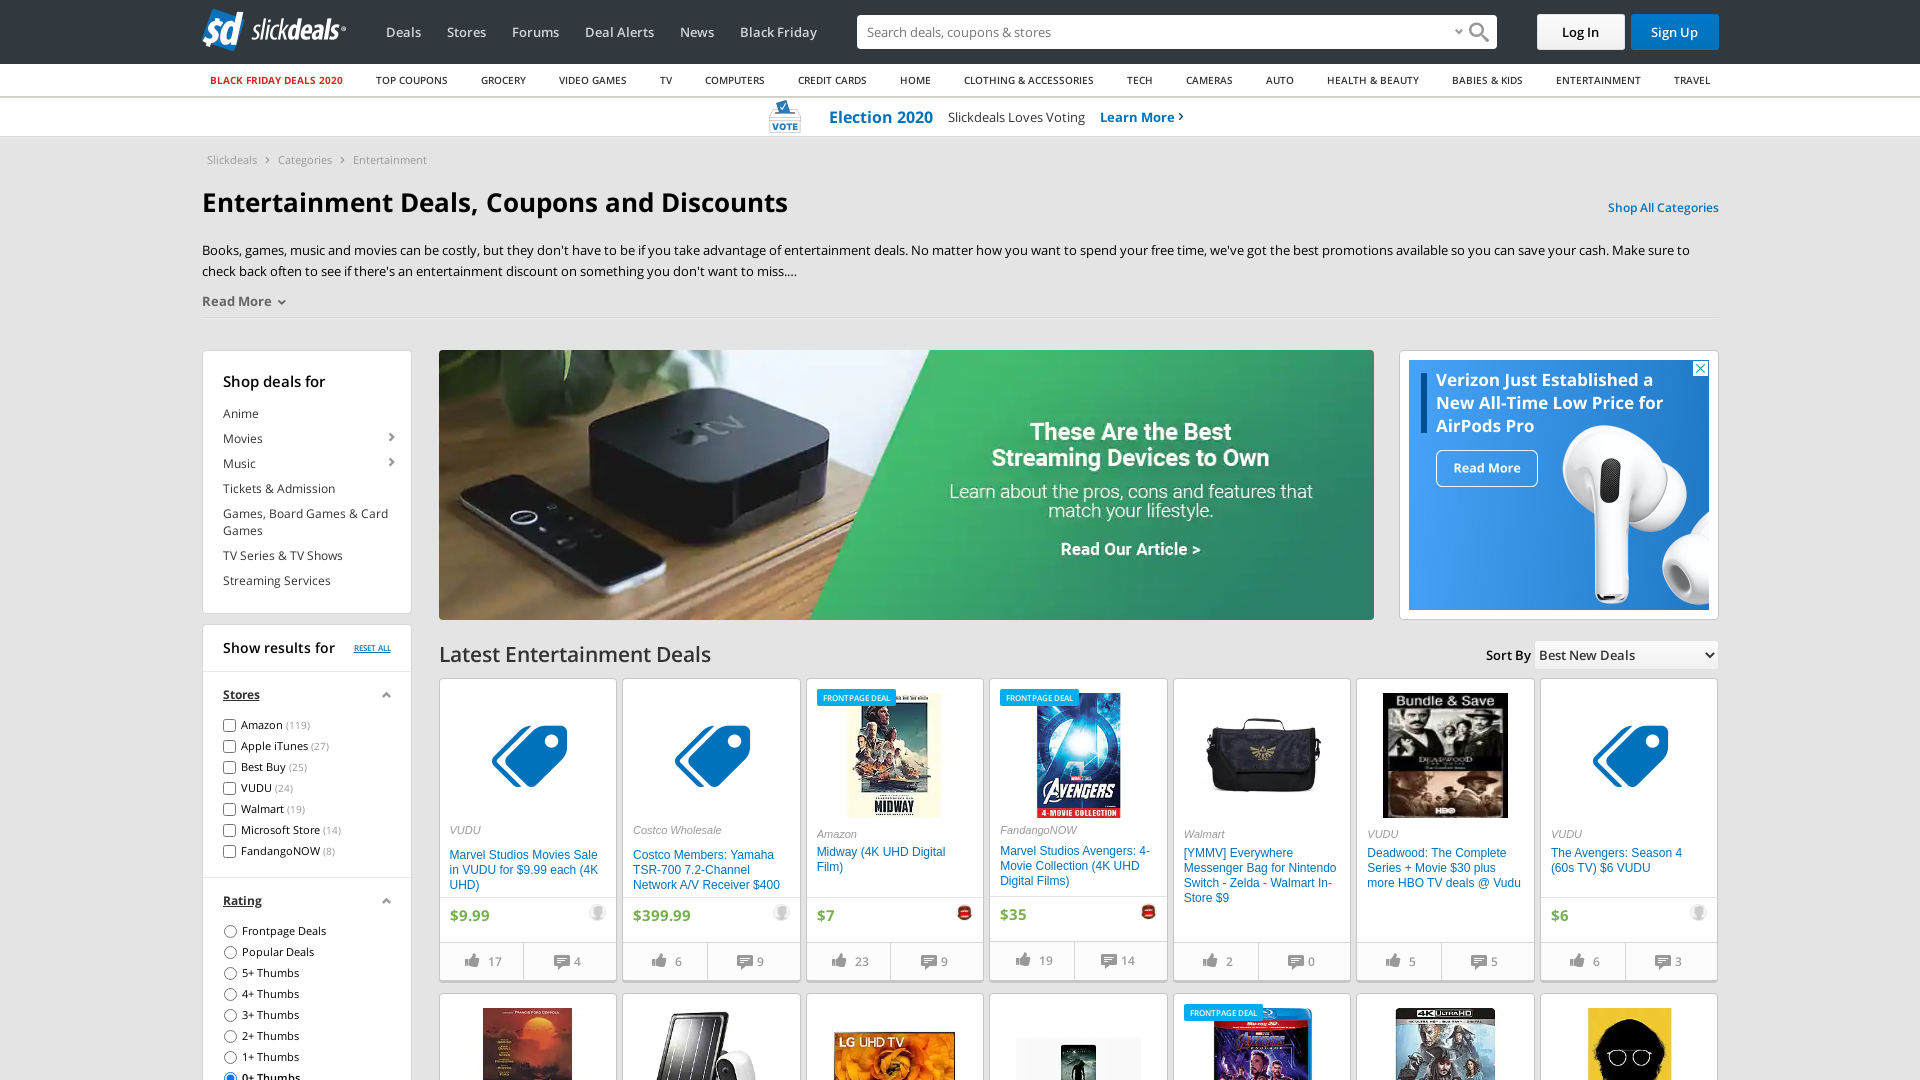 sd slickdeals
Deals
Stores
Forums
Deal Alerts
News
Black Friday
Search deals, coupons & stores
Log In
Sign Up
BLACK FRIDAY DEALS 2020
TOP COUPONS
GROCERY
VIDEO GAMES
TV
COMPUTERS
CREDIT CARDS
HOME
CLOTHING & ACCESSORIES
TECH
CAMERAS
AUTO
HEALTH & BEAUTY
BABIES & KIDS
ENTERTAINMENT
TRAVEL
VOTE
Election 2020
Slickdeals Loves Voting
Learn More
Slickdeals > Categories > Entertainment
Entertainment Deals, Coupons and Discounts
Shop All Categories
Books, games, music and movies can be costly, but they don't have to be if you take advantage of entertainment deals. No matter how you want to spend your free time, we've got the best promotions available so you can save your cash. Make sure to
check back often to see if there's an entertainment discount on something you don't want to miss....
Read More
Shop deals for
Anime
Movies
Music
Tickets & Admission
Games, Board Games & Card
Games
TV Series & TV Shows
Streaming Services
Show results for
RESET ALL
Stores
Amazon (119)
Apple iTunes (27)
Best Buy (25)
VUDU (24)
Walmart (19)
Microsoft Store (14)
FandangoNOW (8)
Rating
Frontpage Deals
Popular Deals
5+ Thumbs
4+ Thumbs
3+ Thumbs
2+ Thumbs
1+ Thumbs
0+ Thumbs
tv
These Are the Best
Streaming Devices to Own
Learn about the pros, cons and features that
match your lifestyle.
Read Our Article >
Verizon Just Established a
New All-Time Low Price for
AirPods Pro
Read More
Latest Entertainment Deals
Sort By
Best New Deals
VUDU
Marvel Studios Movies Sale
in VUDU for $9.99 each (4K
UHD)
$9.99
17
4
Costco Wholesale
Costco Members: Yamaha
TSR-700 7.2-Channel
Network A/V Receiver $400
$399.99
6
9
FRONTPAGE DEAL
MIDWAY
Amazon
Midway (4K UHD Digital
Film)
$7
23
9
FRONTPAGE DEAL
AVENGERS
4-MOVIE COLLECTION
FandangoNOW
Marvel Studios Avengers: 4-
Movie Collection (4K UHD
Digital Films)
$35
19
14
Walmart
[YMMV] Everywhere
Messenger Bag for Nintendo
Switch - Zelda - Walmart In-
Store $9
2
0
Bundle & Save
DEADWOOD
HBO
VUDU
Deadwood: The Complete
Series + Movie $30 plus
more HBO TV deals @ Vudu
5
5
VUDU
The Avengers: Season 4
(60s TV) $6 VUDU
$6
6
3
LG UHD TV
FRONTPAGE DEAL
Blu-ray 3D
AVENGERS
4K ULTRA HD